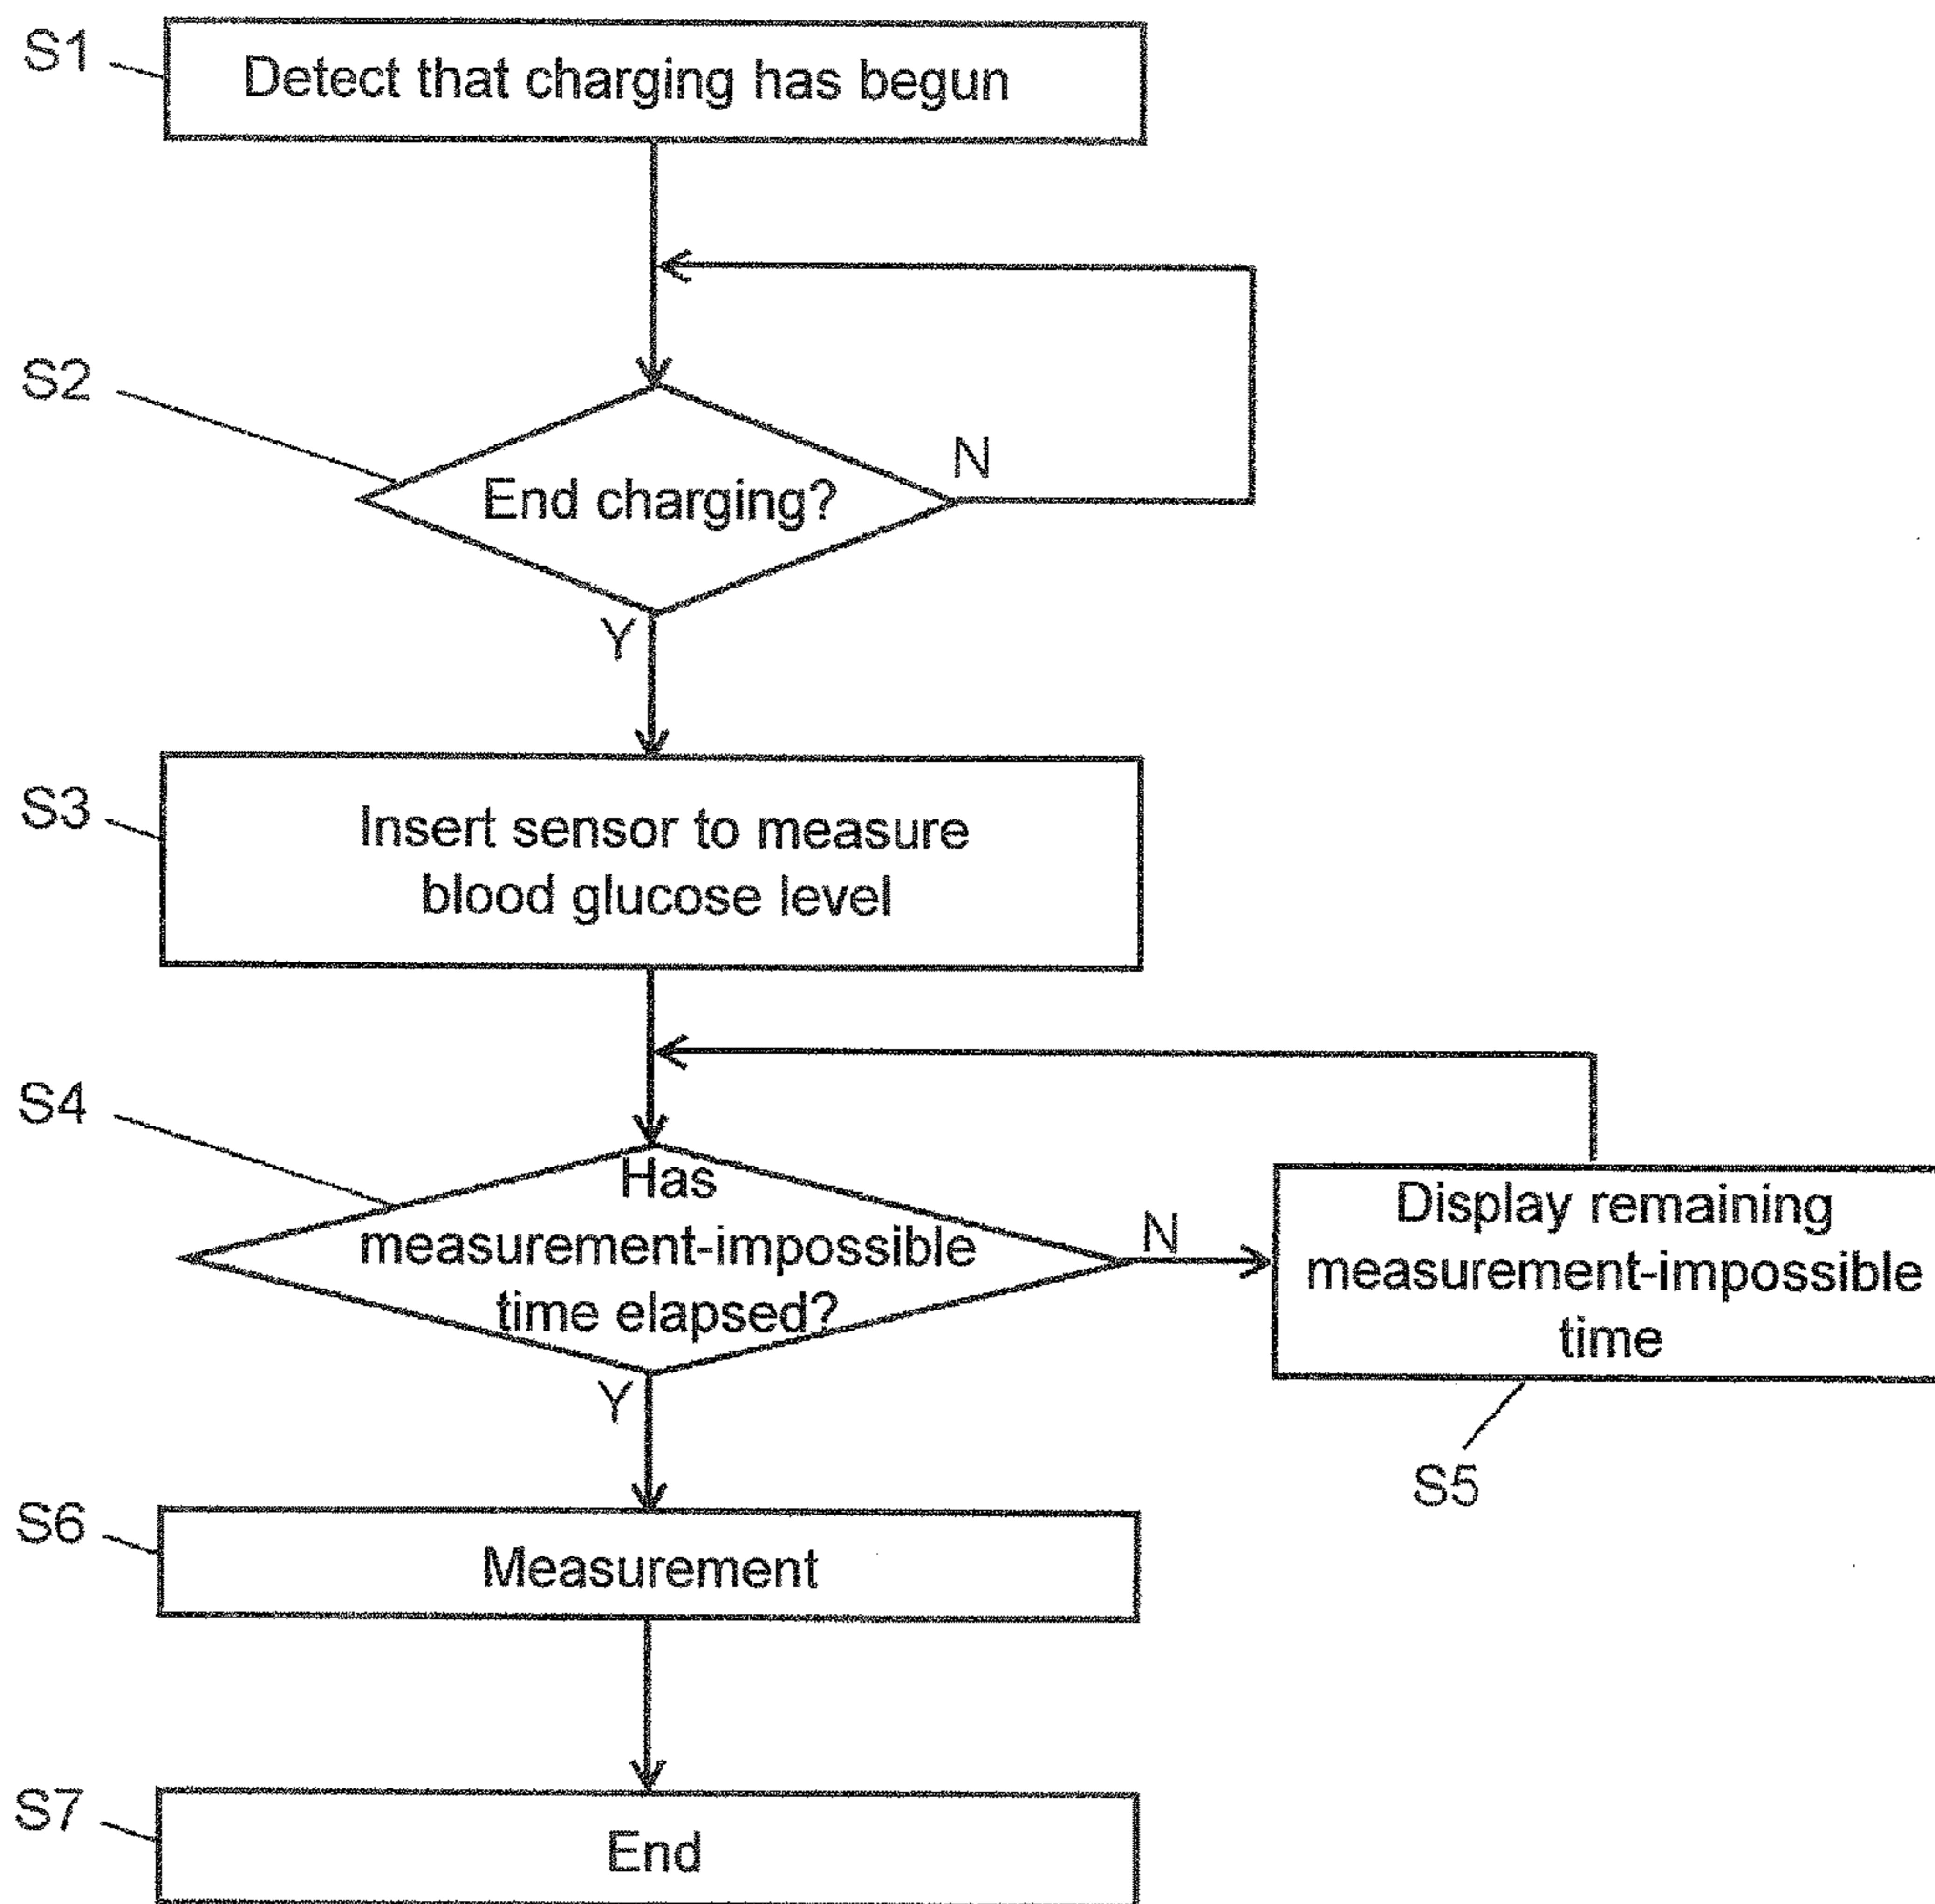 S1
Detect that charging has begun
S2
End charging?
N
Y
S3
Insert sensor to measure
blood glucose level
S4
Has
measurement-impossible
time elapsed?
N
Display remaining
measurement-impossible
time
S5
Y
S6
Measurement
S7
End